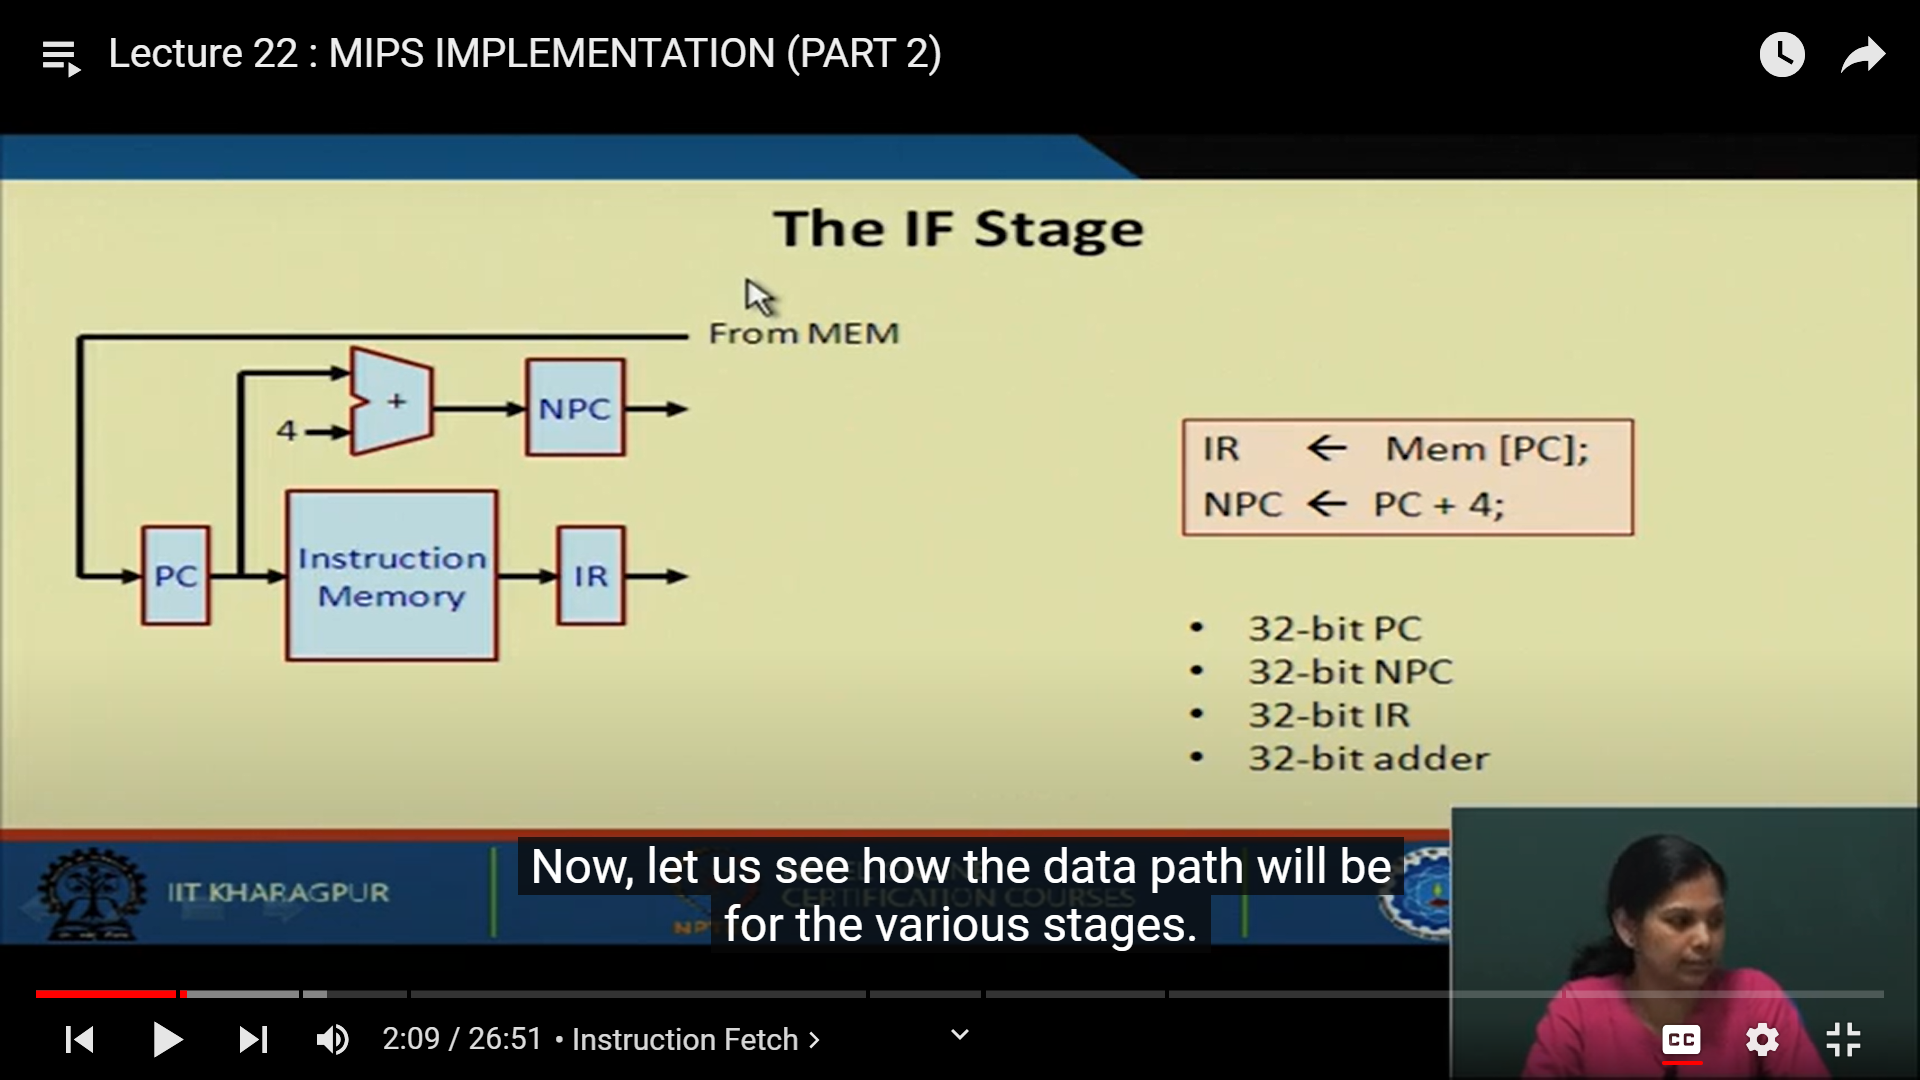 Lecture 22 : MIPS IMPLEMENTATION (PART 2)
The IF Stage
From MEM
+
NPC
4
PC
Instruction
Memory
IR
IR ← Mem [PC];
NPC ← PC + 4;
• 32-bit PC
• 32-bit NPC
• 32-bit IR
• 32-bit adder
IIT KHARAGPUR
CERTIFICATION COURSES
Now, let us see how the data path will be
for the various stages.
2:09 / 26:51 • Instruction Fetch >
CC